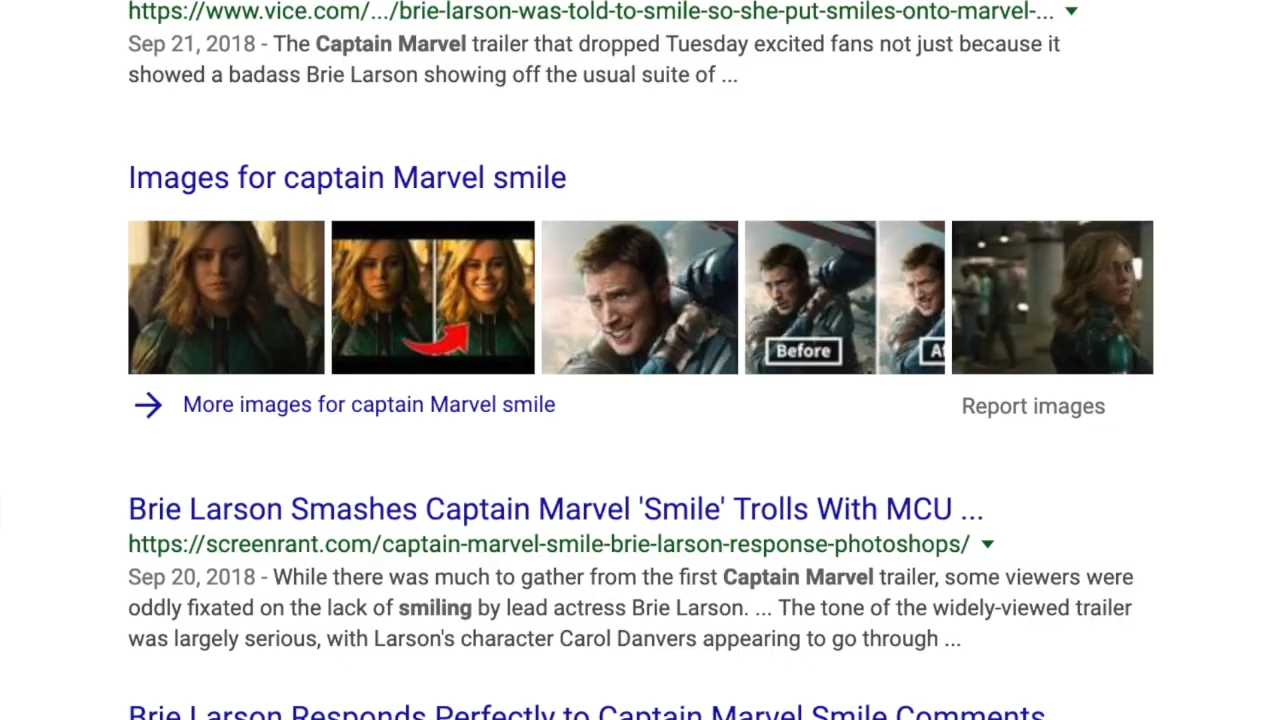 https://www.vice.com/.../brie-larson-was-told-to-smile-so-she-put-smiles-onto-marvel-...
Sep 21, 2018 - The Captain Marvel trailer that dropped Tuesday excited fans not just because it
showed a badass Brie Larson showing off the usual suite of ...
Images for captain Marvel smile
Before
Af
More images for captain Marvel smile
Report images
Brie Larson Smashes Captain Marvel 'Smile' Trolls With MCU ...
https://screenrant.com/captain-marvel-smile-brie-larson-response-photoshops/
Sep 20, 2018 - While there was much to gather from the first Captain Marvel trailer, some viewers were
oddly fixated on the lack of smiling by lead actress Brie Larson. ... The tone of the widely-viewed trailer
was largely serious, with Larson's character Carol Danvers appearing to go through ...
Brie Larson Responds Perfectly to Captain Marvel Smile Comments